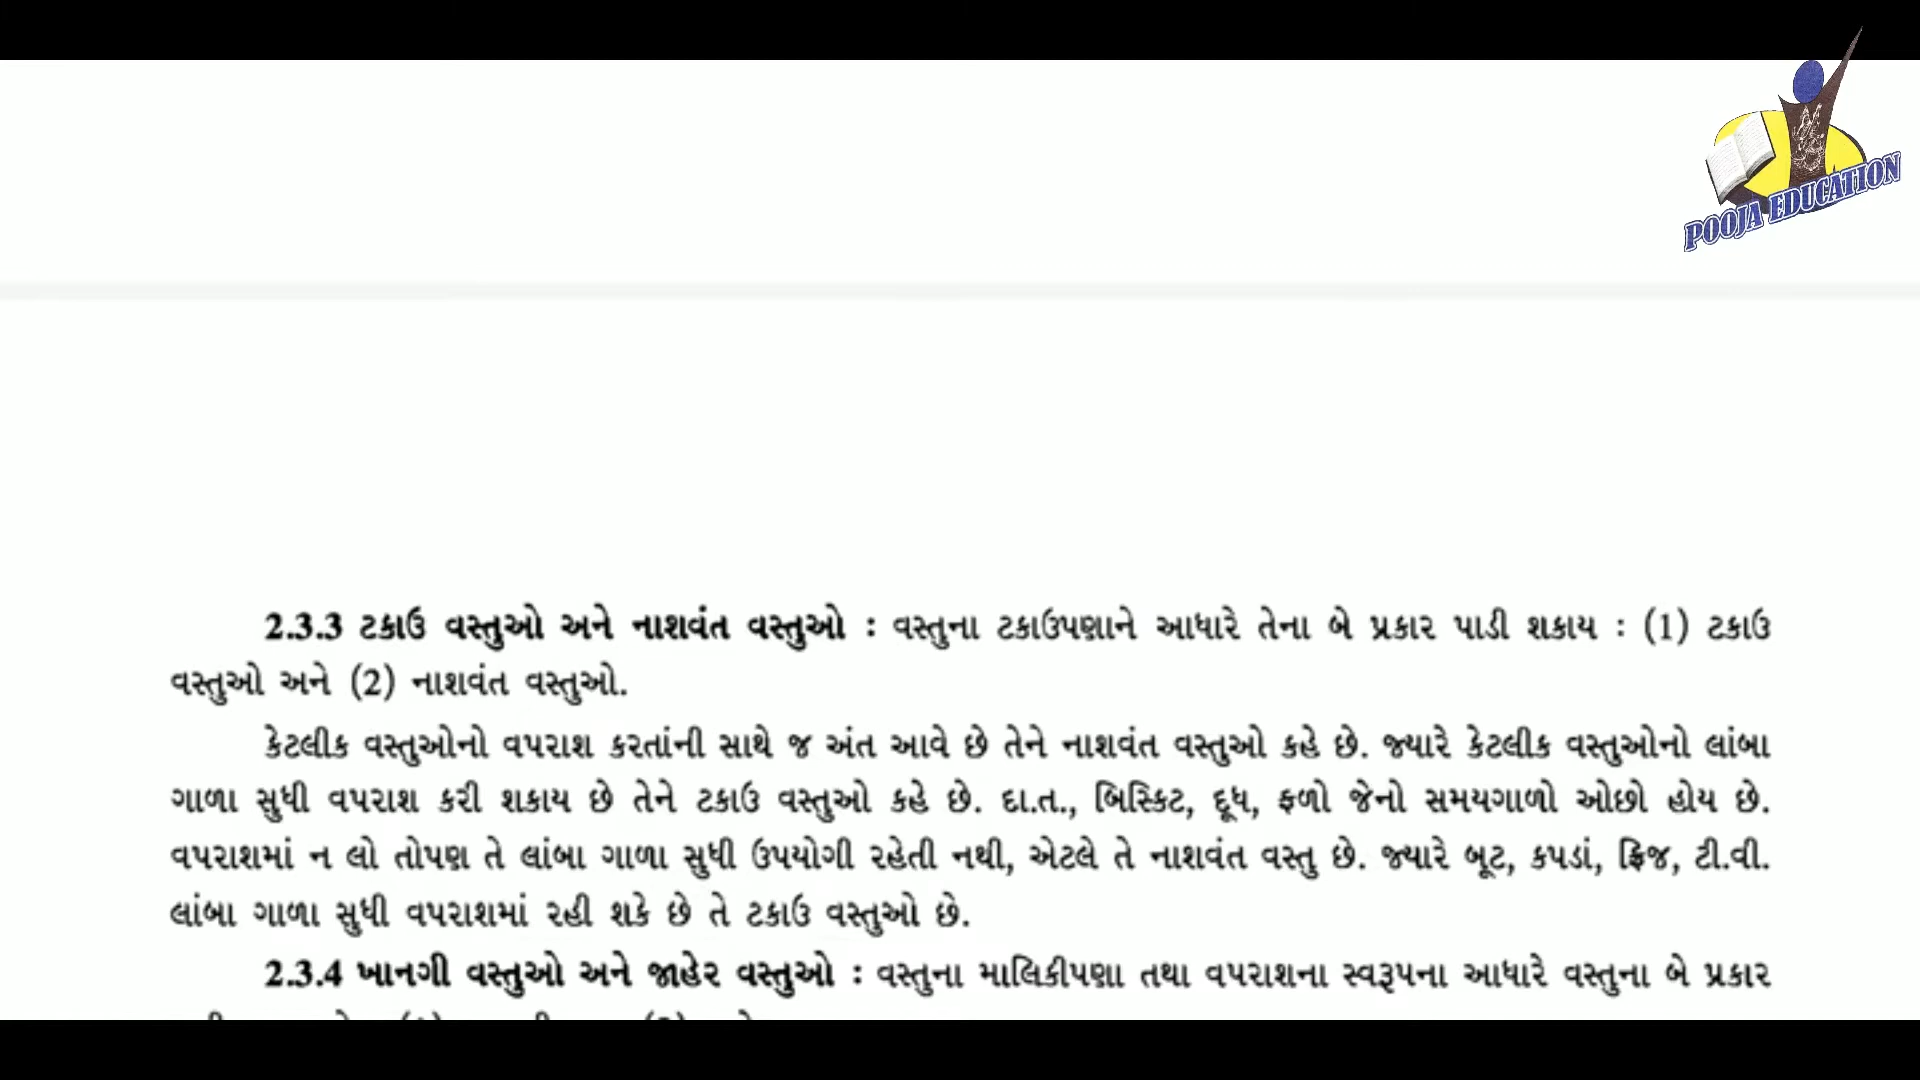 POOJA EDUCATION
2.3.3 ટકાઉ વસ્તુઓ અને નાશવંત વસ્તુઓ : વસ્તુના ટકાઉપણાને આધારે તેના બે પ્રકાર પાડી શકાય : (1) ટકાઉ
વસ્તુઓ અને (2) નાશવંત વસ્તુઓ.
કેટલીક વસ્તુઓનો વપરાશ કરતાંની સાથે જ અંત આવે છે તેને નાશવંત વસ્તુઓ કહે છે. જ્યારે કેટલીક વસ્તુઓનો લાંબા
ગાળા સુધી વપરાશ કરી શકાય છે તેને ટકાઉ વસ્તુઓ કહે છે. દા.ત., બિસ્કિટ, દૂધ, ફળો જેનો સમયગાળો ઓછો હોય છે.
વપરાશમાં ન લો તોપણ તે લાંબા ગાળા સુધી ઉપયોગી રહેતી નથી, એટલે તે નાશવંત વસ્તુ છે. જ્યારે બૂટ, કપડાં, ફ્રિજ, ટી.વી.
લાંબા ગાળા સુધી વપરાશમાં રહી શકે છે તે ટકાઉ વસ્તુઓ છે.
2.3.4 ખાનગી વસ્તુઓ અને જાહેર વસ્તુઓ : વસ્તુના માલિકીપણા તથા વપરાશના સ્વરૂપના આધારે વસ્તુના બે પ્રકાર